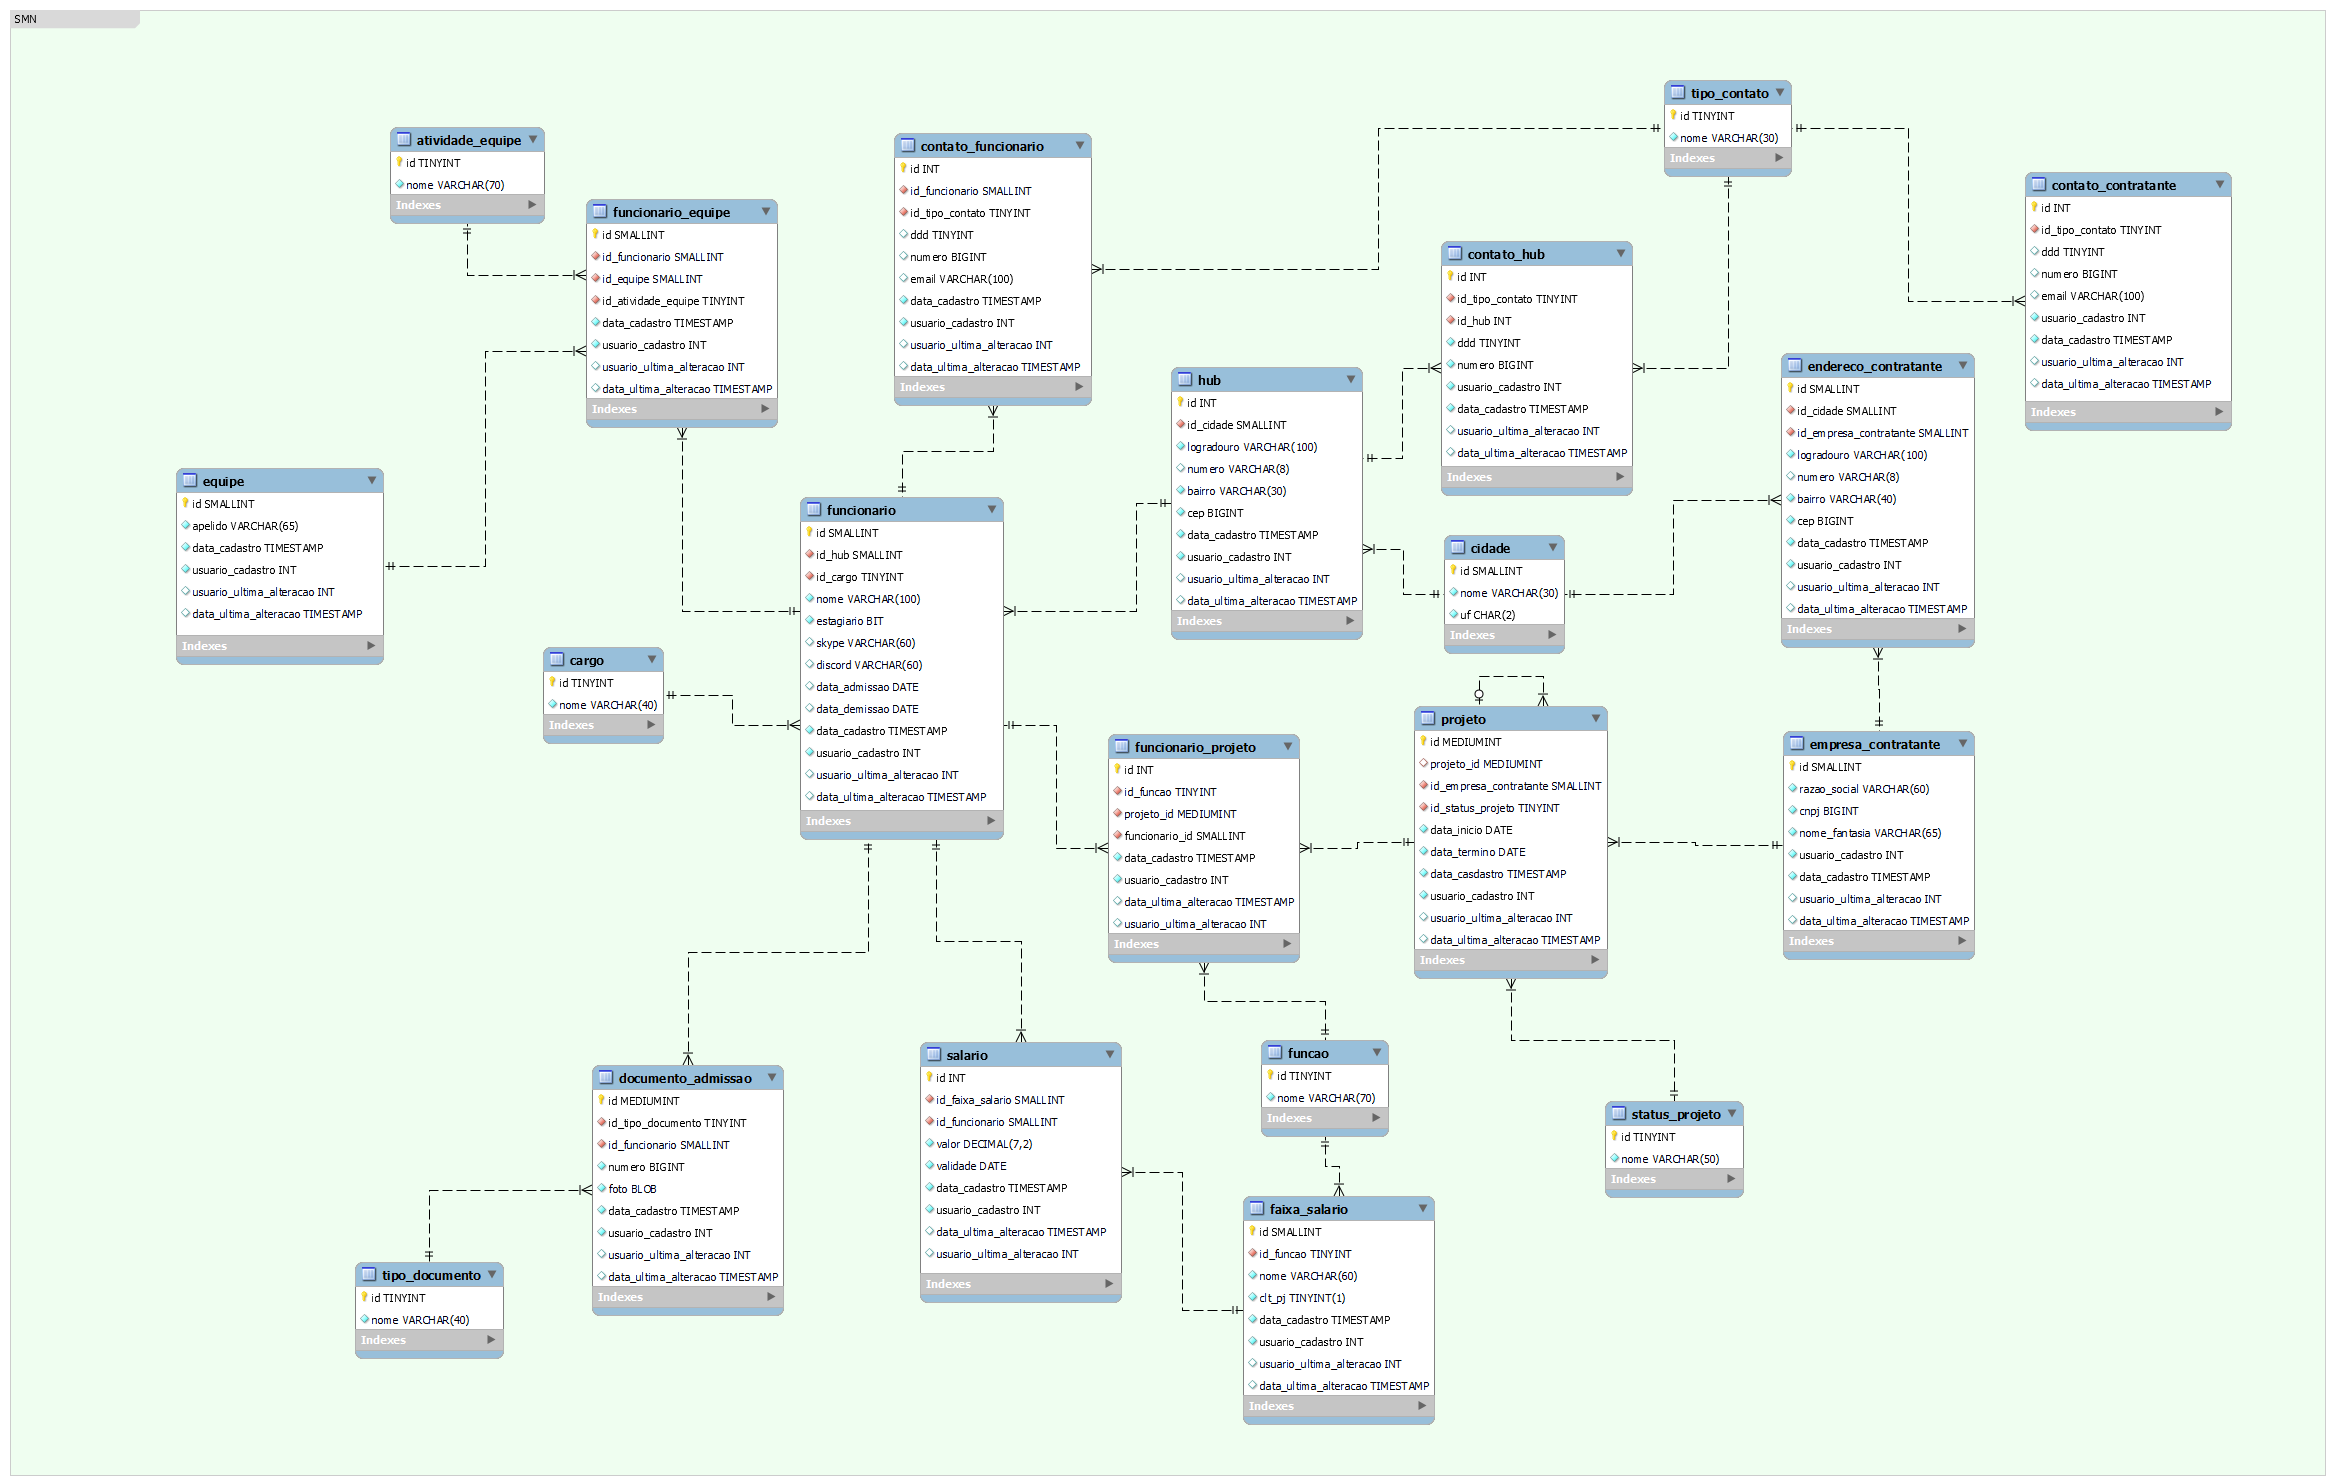 SMN
tipo_contato
id TINYINT
nome VARCHAR(30)
Indexes
atividade_equipe
id TINYINT
nome VARCHAR(70)
Indexes
contato_funcionario
id INT
id_funcionario SMALLINT
id_tipo_contato TINYINT
ddd TINYINT
numero BIGINT
email VARCHAR(100)
data_cadastro TIMESTAMP
usuario_cadastro INT
usuario_ultima_alteracao INT
data_ultima_alteracao TIMESTAMP
Indexes
contato_contratante
id INT
id_tipo_contato TINYINT
ddd TINYINT
numero BIGINT
email VARCHAR(100)
usuario_cadastro INT
data_cadastro TIMESTAMP
usuario_ultima_alteracao INT
data_ultima_alteracao TIMESTAMP
Indexes
funcionario_equipe
id SMALLINT
id_funcionario SMALLINT
id_equipe SMALLINT
id_atividade_equipe TINYINT
data_cadastro TIMESTAMP
usuario_cadastro INT
usuario_ultima_alteracao INT
data_ultima_alteracao TIMESTAMP
Indexes
contato_hub
id INT
id_tipo_contato TINYINT
id_hub INT
ddd TINYINT
numero BIGINT
usuario_cadastro INT
data_cadastro TIMESTAMP
usuario_ultima_alteracao INT
data_ultima_alteracao TIMESTAMP
Indexes
endereco_contratante
id SMALLINT
id_cidade SMALLINT
id_empresa_contratante SMALLINT
logradouro VARCHAR(100)
numero VARCHAR(8)
bairro VARCHAR(40)
cep BIGINT
data_cadastro TIMESTAMP
usuario_cadastro INT
usuario_ultima_alteracao INT
data_ultima_alteracao TIMESTAMP
Indexes
hub
id INT
id_cidade SMALLINT
logradouro VARCHAR(100)
numero VARCHAR(8)
bairro VARCHAR(30)
cep BIGINT
data_cadastro TIMESTAMP
usuario_cadastro INT
usuario_ultima_alteracao INT
data_ultima_alteracao TIMESTAMP
Indexes
equipe
id SMALLINT
apelido VARCHAR(65)
data_cadastro TIMESTAMP
usuario_cadastro INT
usuario_ultima_alteracao INT
data_ultima_alteracao TIMESTAMP
Indexes
funcionario
id SMALLINT
id_hub SMALLINT
id_cargo TINYINT
nome VARCHAR(100)
estagiario BIT
skype VARCHAR(60)
discord VARCHAR(60)
data_admissao DATE
data_demissao DATE
data_cadastro TIMESTAMP
usuario_cadastro INT
usuario_ultima_alteracao INT
data_ultima_alteracao TIMESTAMP
Indexes
cidade
id SMALLINT
nome VARCHAR(30)
uf CHAR(2)
Indexes
cargo
id TINYINT
nome VARCHAR(40)
Indexes
projeto
id MEDIUMINT
projeto_id MEDIUMINT
id_empresa_contratante SMALLINT
id_status_projeto TINYINT
data_inicio DATE
data_termino DATE
data_casdastro TIMESTAMP
usuario_cadastro INT
usuario_ultima_alteracao INT
data_ultima_alteracao TIMESTAMP
Indexes
empresa_contratante
id SMALLINT
razao_social VARCHAR(60)
cnpj BIGINT
nome_fantasia VARCHAR(65)
usuario_cadastro INT
data_cadastro TIMESTAMP
usuario_ultima_alteracao INT
data_ultima_alteracao TIMESTAMP
Indexes
funcionario_projeto
id INT
id_funcao TINYINT
projeto_id MEDIUMINT
funcionario_id SMALLINT
data_cadastro TIMESTAMP
usuario_cadastro INT
data_ultima_alteracao TIMESTAMP
usuario_ultima_alteracao INT
Indexes
documento_admissao
id MEDIUMINT
id_tipo_documento TINYINT
id_funcionario SMALLINT
numero BIGINT
foto BLOB
data_cadastro TIMESTAMP
usuario_cadastro INT
usuario_ultima_alteracao INT
data_ultima_alteracao TIMESTAMP
Indexes
salario
id INT
id_faixa_salario SMALLINT
id_funcionario SMALLINT
valor DECIMAL(7,2)
validade DATE
data_cadastro TIMESTAMP
usuario_cadastro INT
data_ultima_alteracao TIMESTAMP
usuario_ultima_alteracao INT
Indexes
funcao
id TINYINT
nome VARCHAR(70)
Indexes
status_projeto
id TINYINT
nome VARCHAR(50)
Indexes
faixa_salario
id SMALLINT
id_funcao TINYINT
nome VARCHAR(60)
clt_pj TINYINT(1)
data_cadastro TIMESTAMP
usuario_cadastro INT
usuario_ultima_alteracao INT
data_ultima_alteracao TIMESTAMP
Indexes
tipo_documento
id TINYINT
nome VARCHAR(40)
Indexes